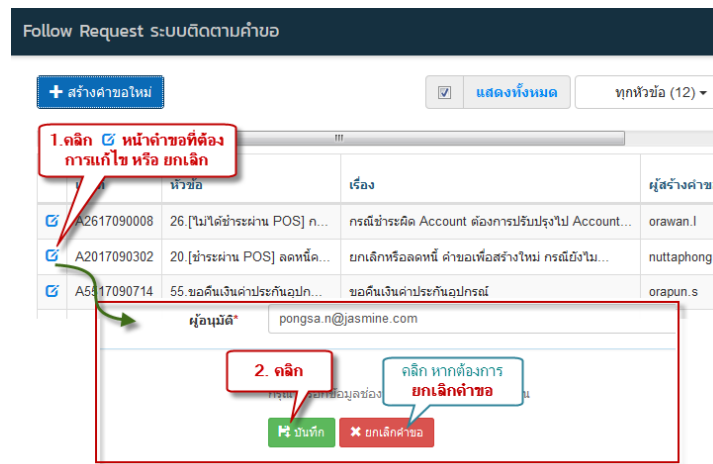 Follow Request ระบบติดตามคำขอ
สร้างคำขอใหม่
แสดงทั้งหมด
ทุกหัวข้อ (12)
1.คลิก หน้าคำขอที่ต้อง
การแก้ไข หรือ ยกเลิก
หัวข้อ
เรื่อง
ผู้สร้างคำข
A2617090008 26.[ไม่ได้ชำระผ่าน POS] ก... กรณีชำระผิด Account ต้องการปรับปรุงไป Account... orawan.l
A2017090302 20.[ชำระผ่าน POS] ลดหนี้ค... ยกเลิกหรือลดหนี้ คำขอเพื่อสร้างใหม่ กรณียังไม... nuttaphong
A5517090714 55.ขอคืนเงินค่าประกันอุปก... ขอคืนเงินค่าประกันอุปกรณ์ orapun.s
ผู้อนุมัติ* pongsa.n@jasmine.com
2. คลิก
คลิก หากต้องการ
ยกเลิกคำขอ
บันทึก
ยกเลิกคำขอ